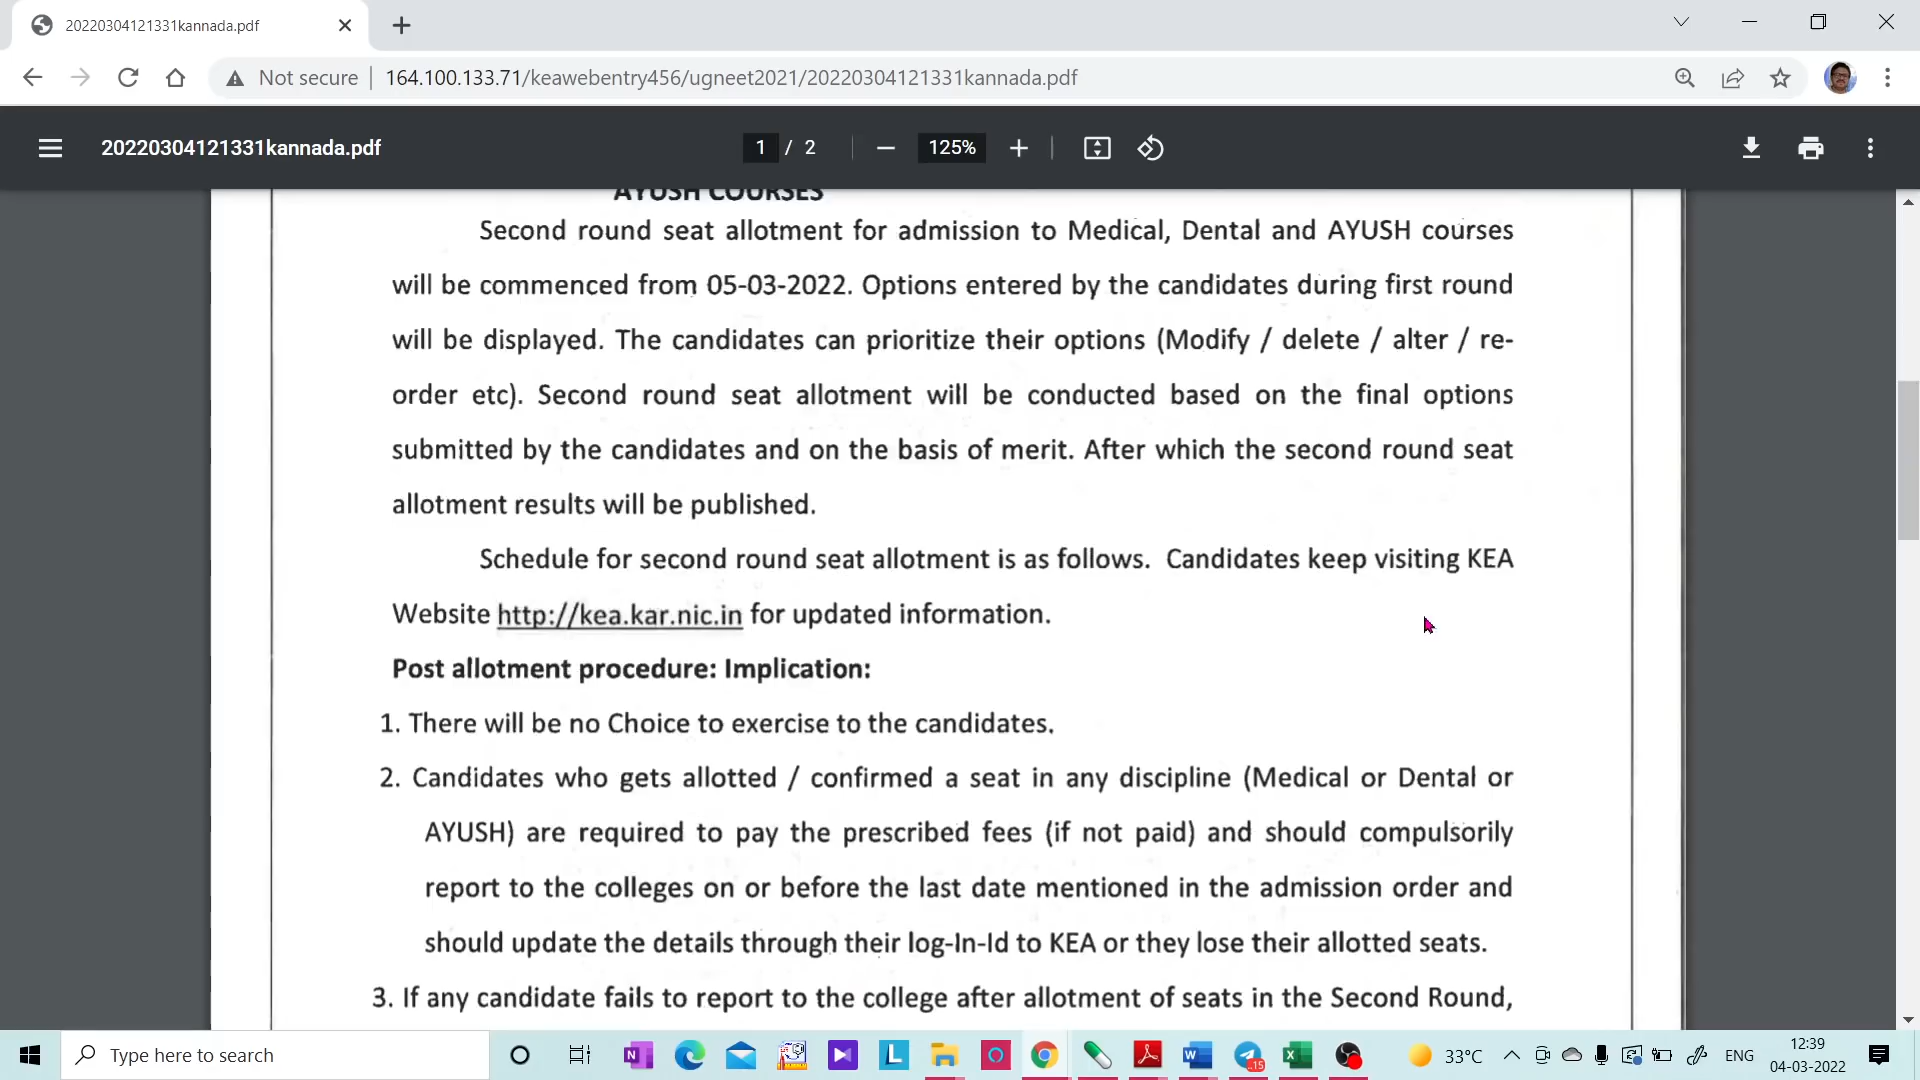 20220304121331kannada.pdf
Not secure
164.100.133.71/keawebentry456/ugneet2021/20220304121331kannada.pdf
20220304121331kannada.pdf
1 / 2
125%
AYUSH COURSES
Second round seat allotment for admission to Medical, Dental and AYUSH courses
will be commenced from 05-03-2022. Options entered by the candidates during first round
will be displayed. The candidates can prioritize their options (Modify / delete / alter / re-
order etc). Second round seat allotment will be conducted based on the final options
submitted by the candidates and on the basis of merit. After which the second round seat
allotment results will be published.
Schedule for second round seat allotment is as follows. Candidates keep visiting KEA
Website http://kea.kar.nic.in for updated information.
Post allotment procedure: Implication:
1. There will be no Choice to exercise to the candidates.
2. Candidates who gets allotted / confirmed a seat in any discipline (Medical or Dental or
AYUSH) are required to pay the prescribed fees (if not paid) and should compulsorily
report to the colleges on or before the last date mentioned in the admission order and
should update the details through their log-In-Id to KEA or they lose their allotted seats.
3. If any candidate fails to report to the college after allotment of seats in the Second Round,
Type here to search
33°C
ENG
12:39
04-03-2022